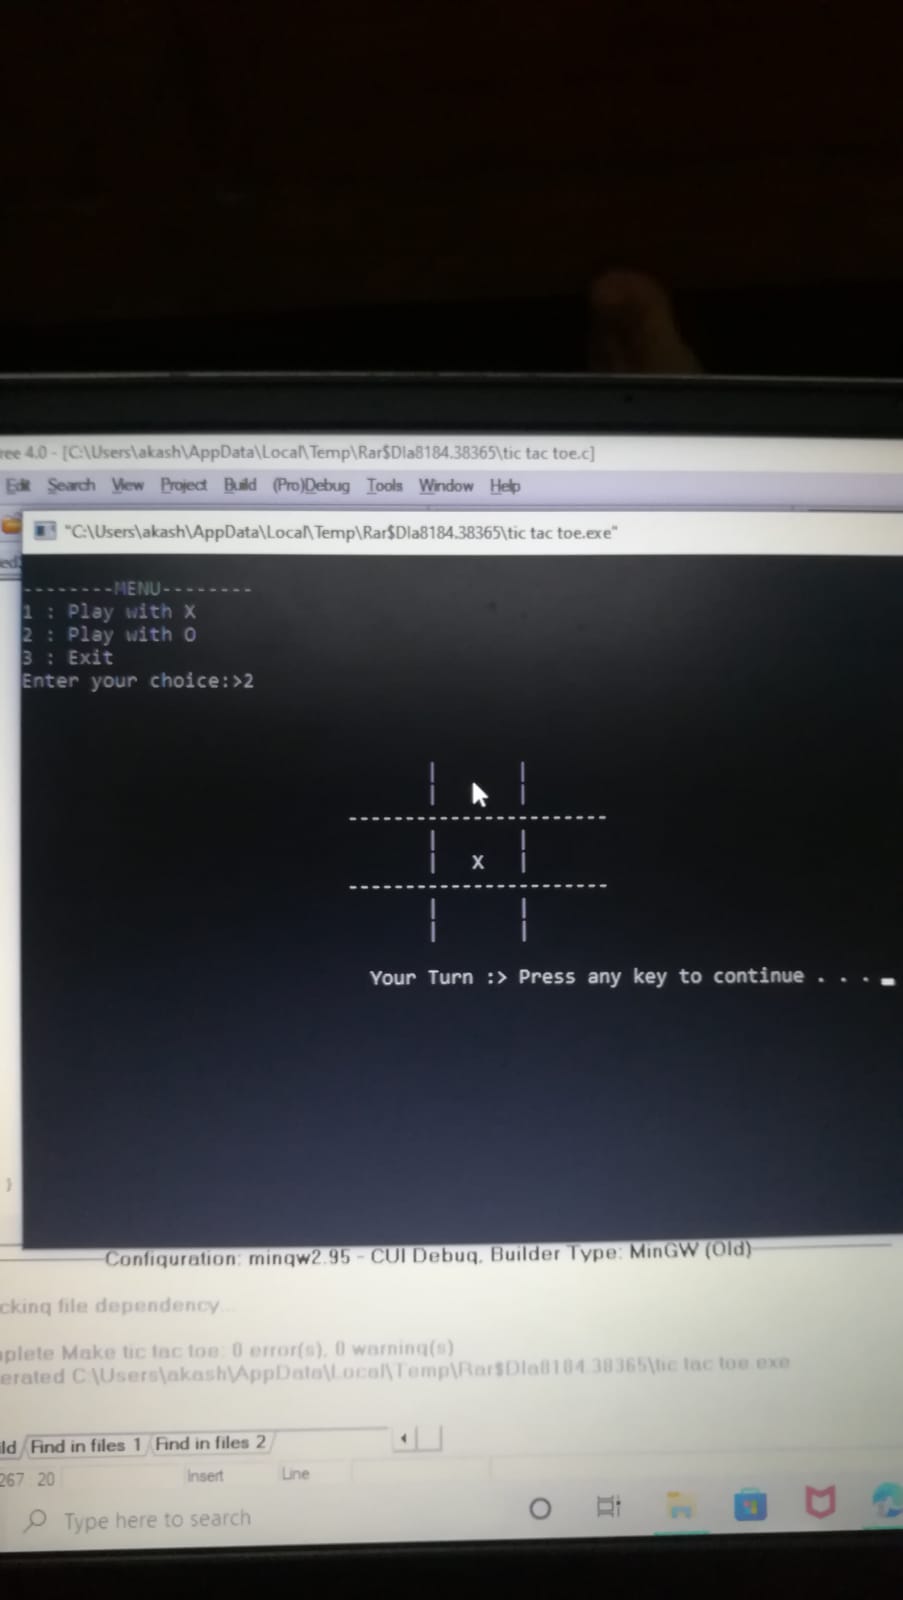 ree 4.0 - [C:\Users\akash\AppData\Local\Temp\Rar$DIa8184.38365\tic tac toe.c]
Edit Search View Project Build (Pro)Debug Tools Window Help
"C:\Users\akash\AppData\Local\Temp\Rar$DIa8184.38365\tic tac toe.exe"
--------MENU--------
1 : Play with X
2 : Play with O
3 : Exit
Enter your choice:>2
X
Your Turn :> Press any key to continue . . .
Configuration: mingw2.95 - CUI Debug, Builder Type: MinGW (Old)
cking file dependency...
mplete Make tic tac toe: 0 error(s), 0 warning(s)
erated C:\Users\akash\AppData\Local\Temp\Rar$DIa8184.38365\tic tac toe.exe
ild Find in files 1 Find in files 2
267 20 Insert Line
Type here to search